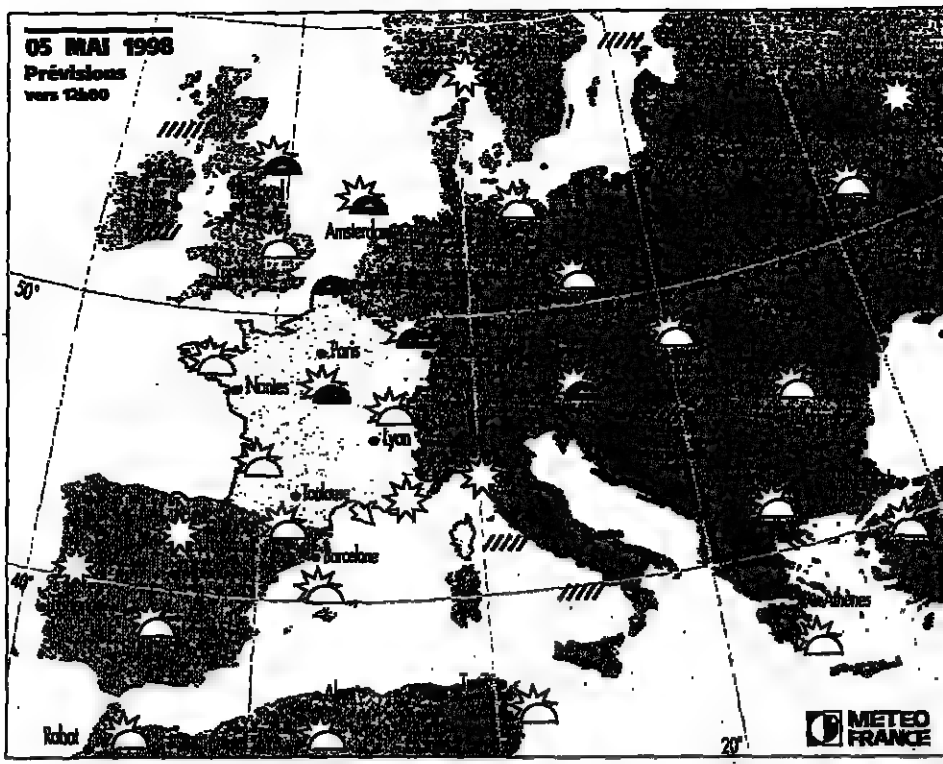 05 MAI 1998
Prévisions
vers 12h00
Amsterdam
50°
Paris
Nantes
Lyon
Toulouse
Barcelone
40°
Athènes
Rabat
20°
METEO
FRANCE